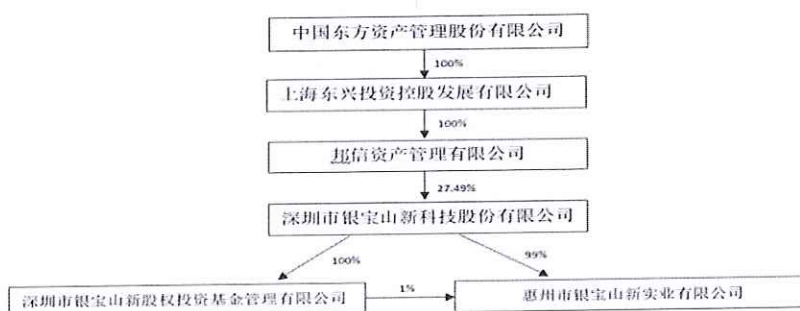 中国东方资产管理股份有限公司
100%
上海东兴投资控股发展有限公司
100%
邦信资产管理有限公司
27.49%
深圳市银宝山新科技股份有限公司
100%
99%
深圳市银宝山新股权投资基金管理有限公司
1%
惠州市银宝山新实业有限公司